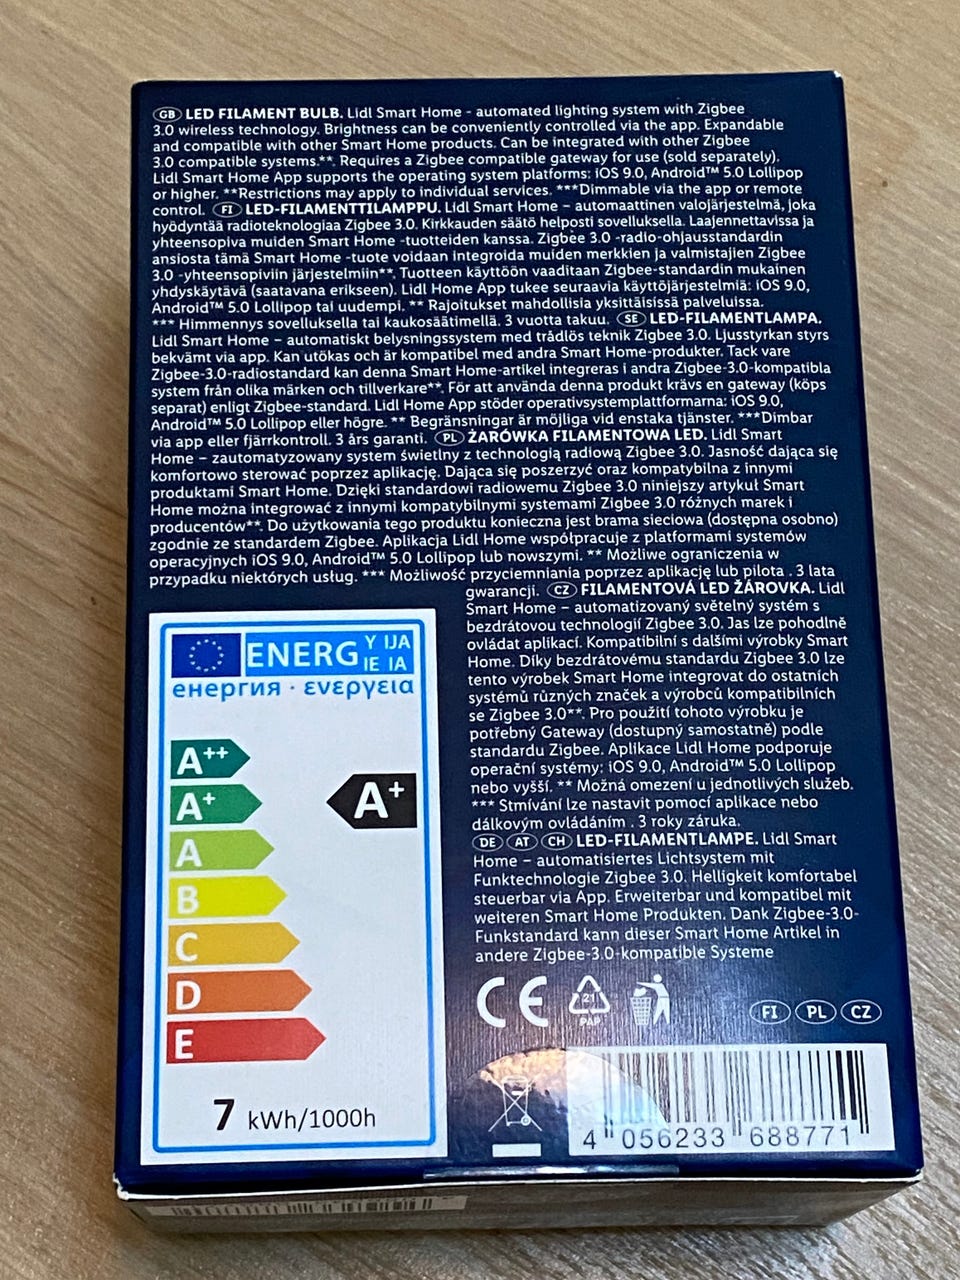 GB LED FILAMENT BULB. Lidl Smart Home - automated lighting system with Zigbee
3.0 wireless technology. Brightness can be conveniently controlled via the app. Expandable
and compatible with other Smart Home products. Can be integrated with other Zigbee
3.0 compatible systems.**. Requires a Zigbee compatible gateway for use (sold separately).
Lidl Smart Home App supports the operating system platforms: iOS 9.0, Android™ 5.0 Lollipop
or higher. **Restrictions may apply to individual services. ***Dimmable via the app or remote
control. FI LED-FILAMENTTILAMPPU. Lidl Smart Home – automaattinen valojärjestelmä, joka
hyödyntää radioteknologiaa Zigbee 3.0. Kirkkauden säätö helposti sovelluksella. Laajennettavissa ja
yhteensopiva muiden Smart Home -tuotteiden kanssa. Zigbee 3.0 -radio-ohjausstandardin
ansiosta tämä Smart Home -tuote voidaan integroida muiden merkkien ja valmistajien Zigbee
3.0 -yhteensopiviin järjestelmiin**. Tuotteen käyttöön vaaditaan Zigbee-standardin mukainen
yhdyskäytävä (saatavana erikseen). Lidl Home App tukee seuraavia käyttöjärjestelmiä: iOS 9.0,
Android™ 5.0 Lollipop tai uudempi. ** Rajoitukset mahdollisia yksittäisissä palveluissa.
*** Himmennys sovelluksella tai kaukosäätimellä. 3 vuotta takuu. SE LED-FILAMENTLAMPA.
Lidl Smart Home – automatiskt belysningssystem med trådlös teknik Zigbee 3.0. Ljusstyrkan styrs
bekvämt via app. Kan utökas och är kompatibel med andra Smart Home-produkter. Tack vare
Zigbee-3.0-radiostandard kan denna Smart Home-artikel integreras i andra Zigbee-3.0-kompatibla
system från olika märken och tillverkare**. För att använda denna produkt krävs en gateway (köps
separat) enligt Zigbee-standard. Lidl Home App stöder operativsystemplattformarna: iOS 9.0,
Android™ 5.0 Lollipop eller högre. ** Begränsningar är möjliga vid enstaka tjänster. ***Dimbar
via app eller fjärrkontroll. 3 års garanti. PL ŻARÓWKA FILAMENTOWA LED. Lidl Smart
Home – zautomatyzowany system świetlny z technologią radiową Zigbee 3.0. Jasność dająca się
komfortowo sterować poprzez aplikację. Dająca się poszerzyć oraz kompatybilna z innymi
produktami Smart Home. Dzięki standardowi radiowemu Zigbee 3.0 niniejszy artykuł Smart
Home można integrować z innymi kompatybilnymi systemami Zigbee 3.0 różnych marek i
producentów**. Do użytkowania tego produktu konieczna jest brama sieciowa (dostępna osobno)
zgodnie ze standardem Zigbee. Aplikacja Lidl Home współpracuje z platformami systemów
operacyjnych iOS 9.0, Android™ 5.0 Lollipop lub nowszymi. ** Możliwe ograniczenia w
przypadku niektórych usług. *** Możliwość przyciemniania poprzez aplikację lub pilota . 3 lata
gwarancji. CZ FILAMENTOVÁ LED ŽÁROVKA. Lidl
Smart Home – automatizovaný světelný systém s
bezdrátovou technologií Zigbee 3.0. Jas lze pohodlně
ovládat aplikací. Kompatibilní s dalšími výrobky Smart
Home. Díky bezdrátovému standardu Zigbee 3.0 lze
tento výrobek Smart Home integrovat do ostatních
systémů různých značek a výrobců kompatibilních
se Zigbee 3.0**. Pro použití tohoto výrobku je
potřebný Gateway (dostupný samostatně) podle
standardu Zigbee. Aplikace Lidl Home podporuje
operační systémy: iOS 9.0, Android™ 5.0 Lollipop
nebo vyšší. ** Možná omezení u jednotlivých služeb.
*** Stmívání lze nastavit pomocí aplikace nebo
dálkovým ovládáním . 3 roky záruka.
DE AT CH LED-FILAMENTLAMPE. Lidl Smart
Home – automatisiertes Lichtsystem mit
Funktechnologie Zigbee 3.0. Helligkeit komfortabel
steuerbar via App. Erweiterbar und kompatibel mit
weiteren Smart Home Produkten. Dank Zigbee-3.0-
Funkstandard kann dieser Smart Home Artikel in
andere Zigbee-3.0-kompatible Systeme
ENERG Y IJA
IE IA
енергия · ενεργεια
A++
A+
A+
A
B
C
D
E
7 kWh/1000h
CE
21
PAP
FI PL CZ
4 056233 688771